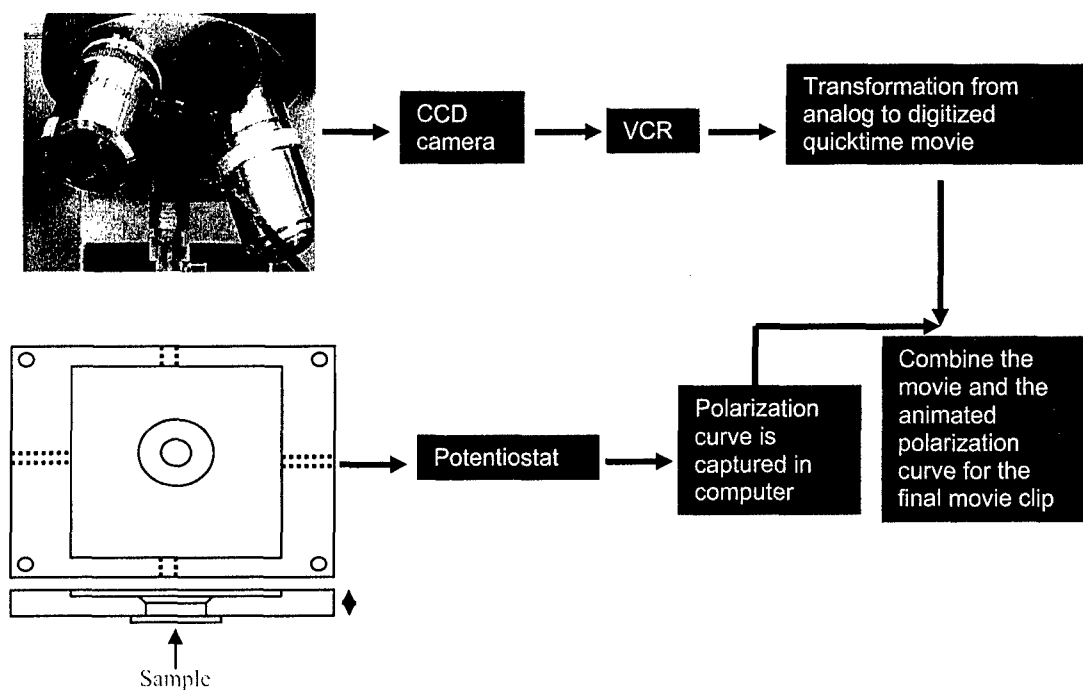 CCD
camera
VCR
Transformation from
analog to digitized
quicktime movie
Potentiostat
Polarization
curve is
captured in
computer
Combine the
movie and the
animated
polarization
curve for the
final movie clip
Sample